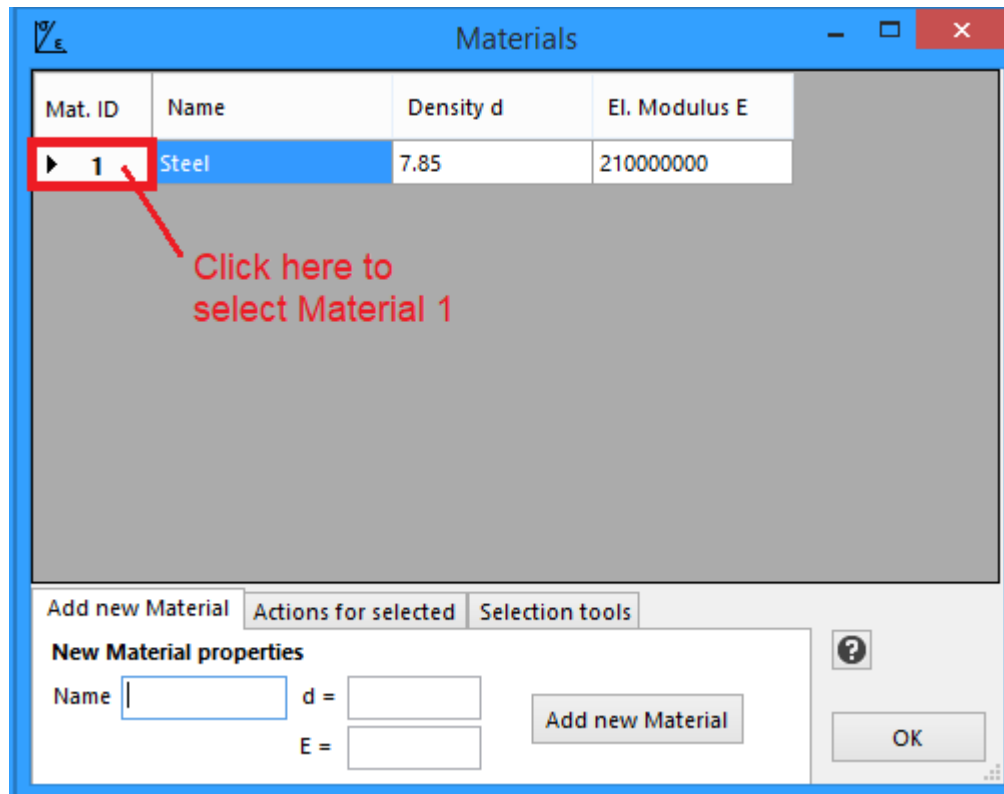 σ/ε
Materials
Mat. ID Name Density d El. Modulus E
1 Steel 7.85 210000000
Click here to
select Material 1
Add new Material Actions for selected Selection tools
New Material properties
Name d =
Add new Material
E =
OK